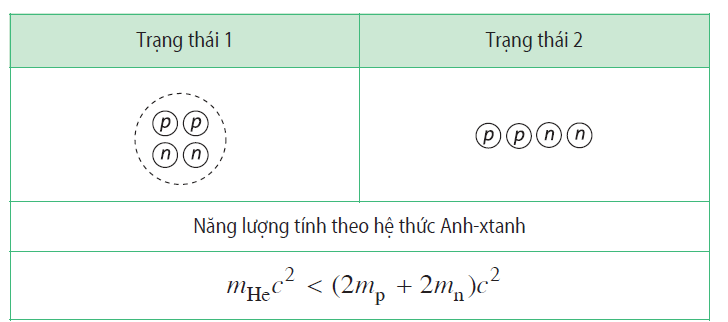 Trạng thái 1 Trạng thái 2
p p
n n
p p n n
Năng lượng tính theo hệ thức Anh-xtanh
m_He c² < (2m_p + 2m_n)c²